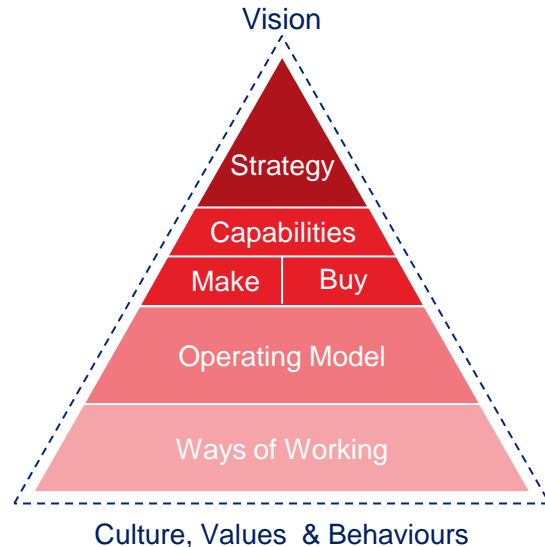 Vision
Strategy
Capabilities
Make Buy
Operating Model
Ways of Working
Culture, Values & Behaviours